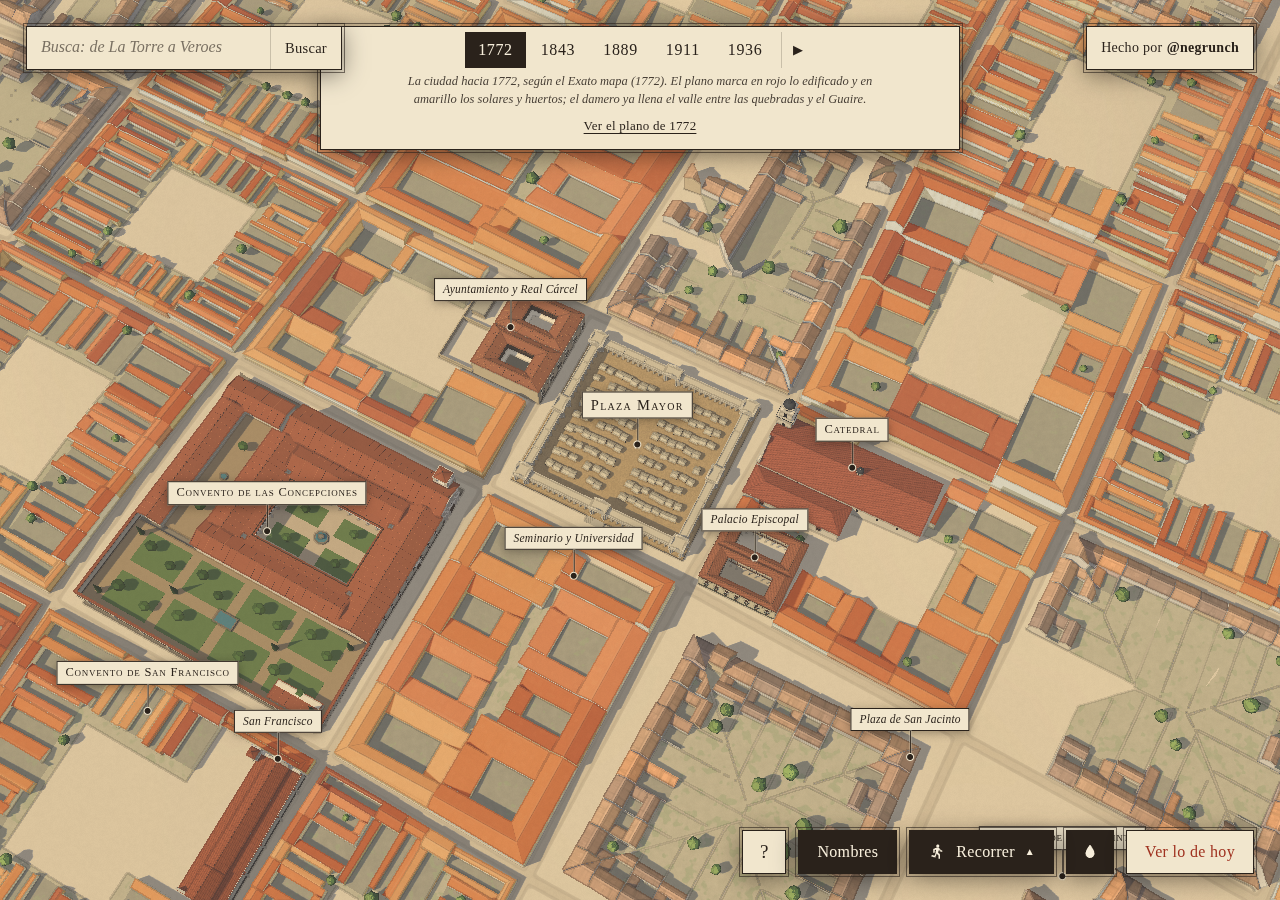 Busca: de La Torre a Veroes
Buscar
1772
1843
1889
1911
1936
Hecho por @negrunch
La ciudad hacia 1772, según el Exato mapa (1772). El plano marca en rojo lo edificado y en
amarillo los solares y huertos; el damero ya llena el valle entre las quebradas y el Guaire.
Ver el plano de 1772
Ayuntamiento y Real Cárcel
Plaza Mayor
Catedral
Convento de las Concepciones
Palacio Episcopal
Seminario y Universidad
Convento de San Francisco
San Francisco
Plaza de San Jacinto
?
Nombres
Recorrer
Ver lo de hoy